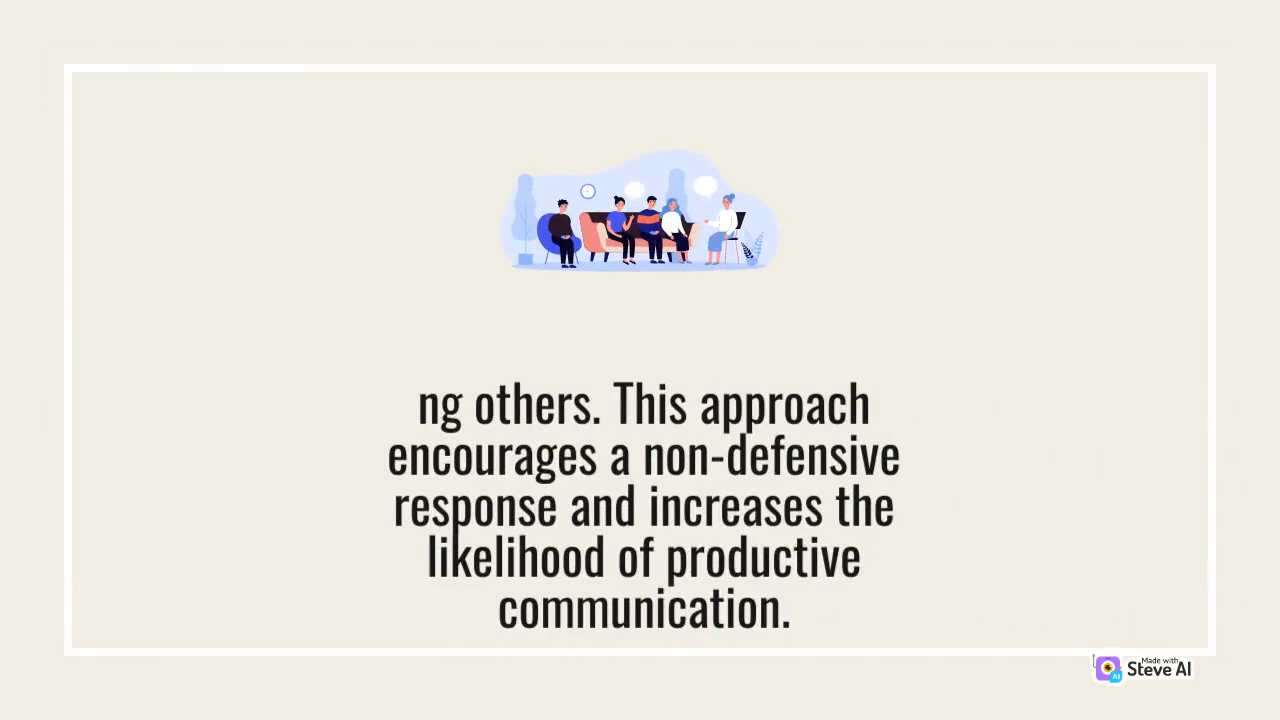 ng others. This approach
encourages a non-defensive
response and increases the
likelihood of productive
communication.
Made with
Steve AI
AI